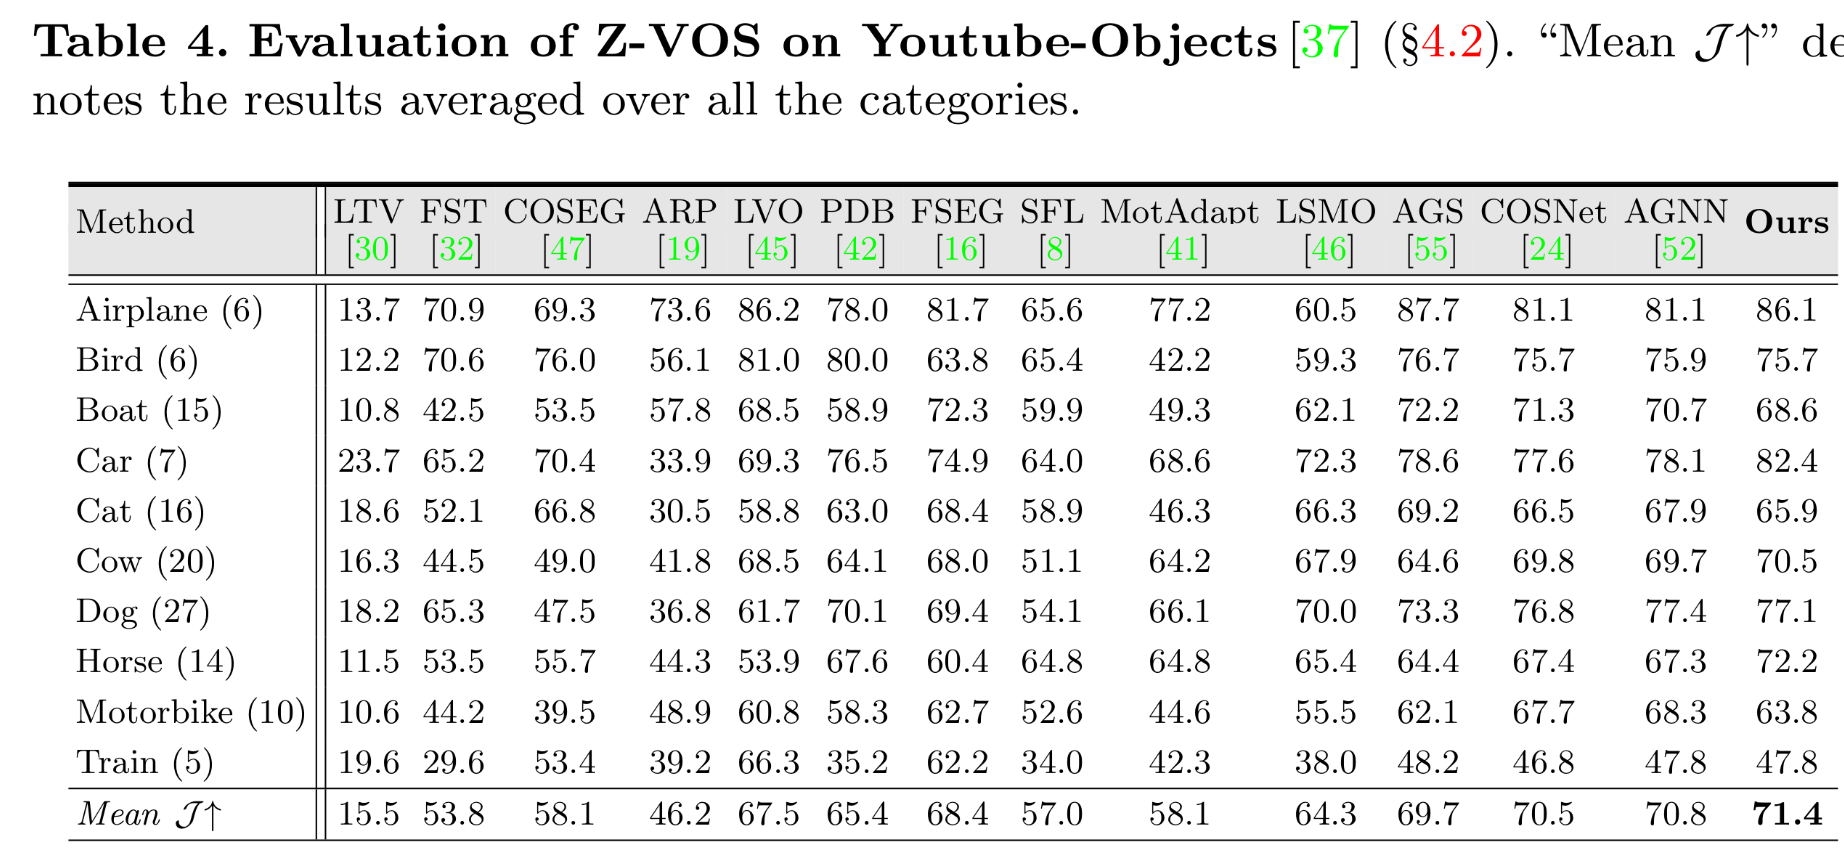 Table 4. Evaluation of Z-VOS on Youtube-Objects [37] (§4.2). “Mean 𝒥↑” de
notes the results averaged over all the categories.
Method LTV FST COSEG ARP LVO PDB FSEG SFL MotAdapt LSMO AGS COSNet AGNN Ours
[30] [32] [47] [19] [45] [42] [16] [8] [41] [46] [55] [24] [52]
Airplane (6) 13.7 70.9 69.3 73.6 86.2 78.0 81.7 65.6 77.2 60.5 87.7 81.1 81.1 86.1
Bird (6) 12.2 70.6 76.0 56.1 81.0 80.0 63.8 65.4 42.2 59.3 76.7 75.7 75.9 75.7
Boat (15) 10.8 42.5 53.5 57.8 68.5 58.9 72.3 59.9 49.3 62.1 72.2 71.3 70.7 68.6
Car (7) 23.7 65.2 70.4 33.9 69.3 76.5 74.9 64.0 68.6 72.3 78.6 77.6 78.1 82.4
Cat (16) 18.6 52.1 66.8 30.5 58.8 63.0 68.4 58.9 46.3 66.3 69.2 66.5 67.9 65.9
Cow (20) 16.3 44.5 49.0 41.8 68.5 64.1 68.0 51.1 64.2 67.9 64.6 69.8 69.7 70.5
Dog (27) 18.2 65.3 47.5 36.8 61.7 70.1 69.4 54.1 66.1 70.0 73.3 76.8 77.4 77.1
Horse (14) 11.5 53.5 55.7 44.3 53.9 67.6 60.4 64.8 64.8 65.4 64.4 67.4 67.3 72.2
Motorbike (10) 10.6 44.2 39.5 48.9 60.8 58.3 62.7 52.6 44.6 55.5 62.1 67.7 68.3 63.8
Train (5) 19.6 29.6 53.4 39.2 66.3 35.2 62.2 34.0 42.3 38.0 48.2 46.8 47.8 47.8
Mean 𝒥↑ 15.5 53.8 58.1 46.2 67.5 65.4 68.4 57.0 58.1 64.3 69.7 70.5 70.8 71.4